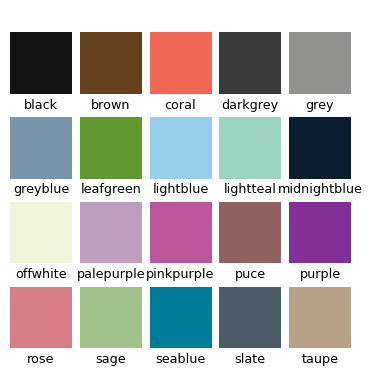 black brown coral darkgrey grey
greyblue leafgreen lightblue lightteal midnightblue
offwhite palepurple pinkpurple puce purple
rose sage seablue slate taupe